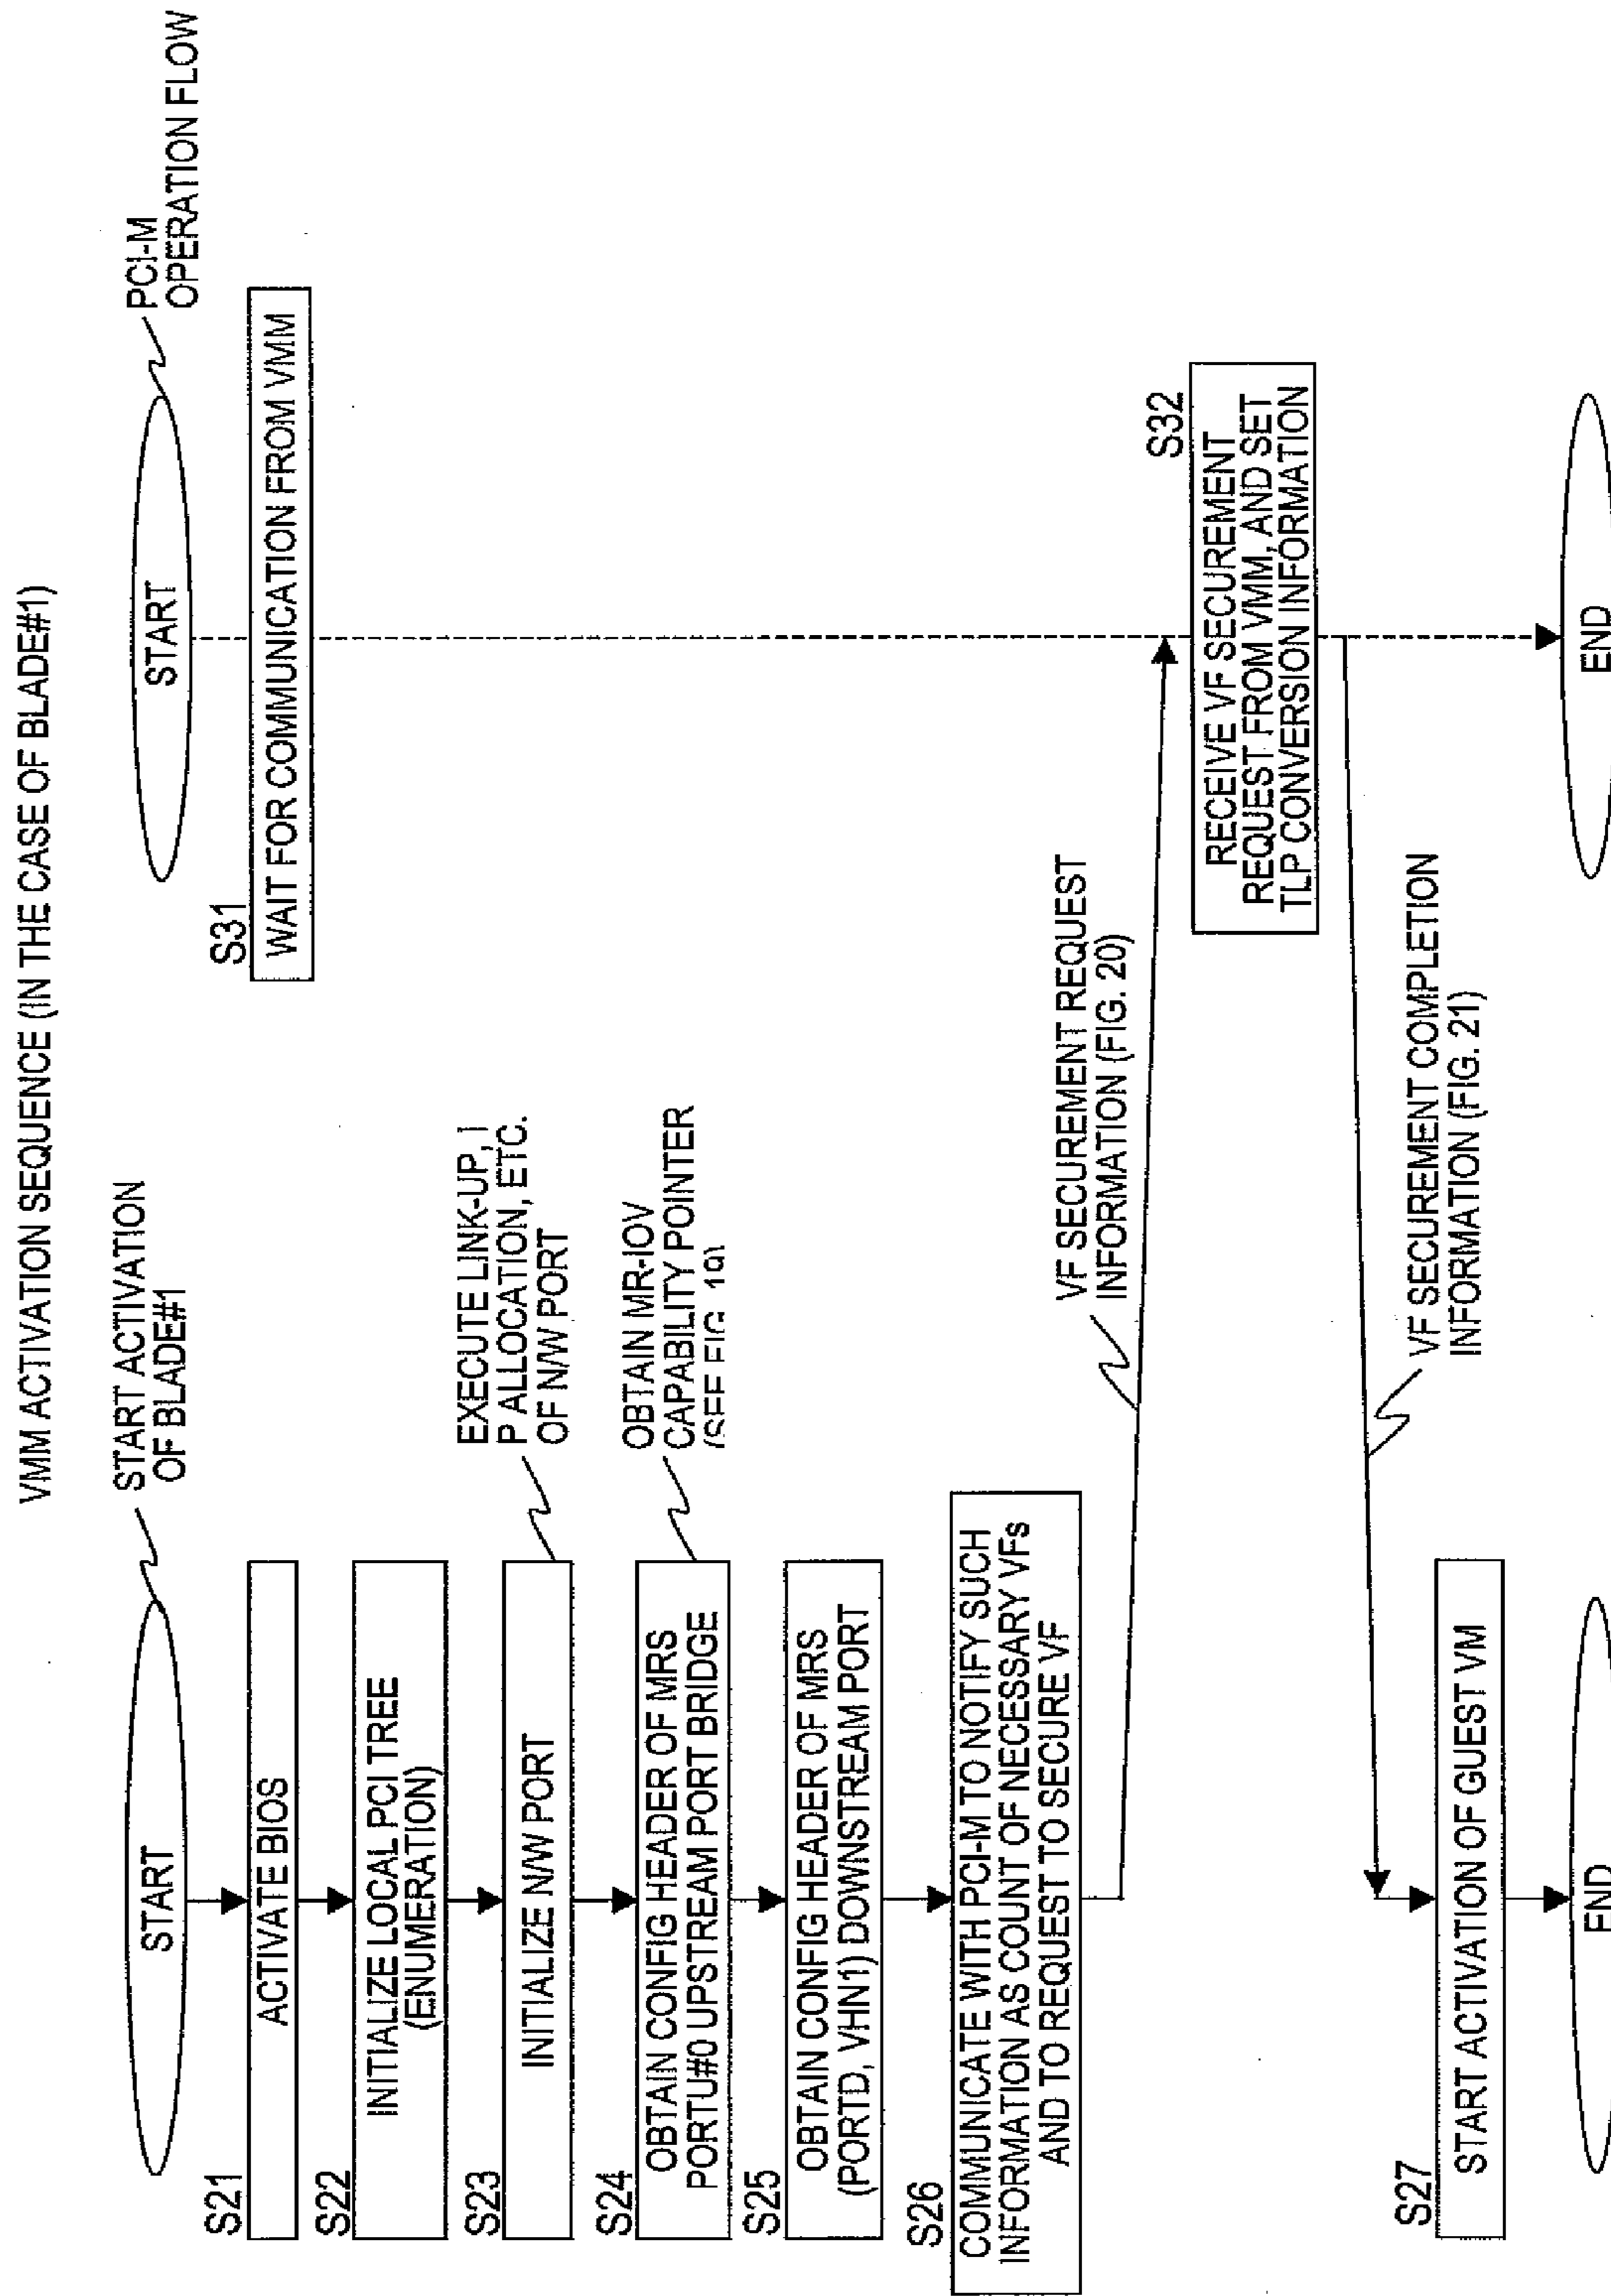 VMM ACTIVATION SEQUENCE (IN THE CASE OF BLADE#1)
START ACTIVATION
OF BLADE#1
START
S21
ACTIVATE BIOS
S22
INITIALIZE LOCAL PCI TREE
(ENUMERATION)
S23
INITIALIZE N/W PORT
EXECUTE LINK-UP, I
P ALLOCATION, ETC.
OF N/W PORT
S24
OBTAIN CONFIG HEADER OF MRS
PORTU#0 UPSTREAM PORT BRIDGE
OBTAIN MR-IOV
CAPABILITY POINTER
(SEE FIG. 19)
S25
OBTAIN CONFIG HEADER OF MRS
(PORTD, VHN1) DOWNSTREAM PORT
S26
COMMUNICATE WITH PCI-M TO NOTIFY SUCH
INFORMATION AS COUNT OF NECESSARY VFs
AND TO REQUEST TO SECURE VF
S27
START ACTIVATION OF GUEST VM
END
PCI-M
OPERATION FLOW
START
S31
WAIT FOR COMMUNICATION FROM VMM
VF SECUREMENT REQUEST
INFORMATION (FIG. 20)
S32
RECEIVE VF SECUREMENT
REQUEST FROM VMM, AND SET
TLP CONVERSION INFORMATION
VF SECUREMENT COMPLETION
INFORMATION (FIG. 21)
END